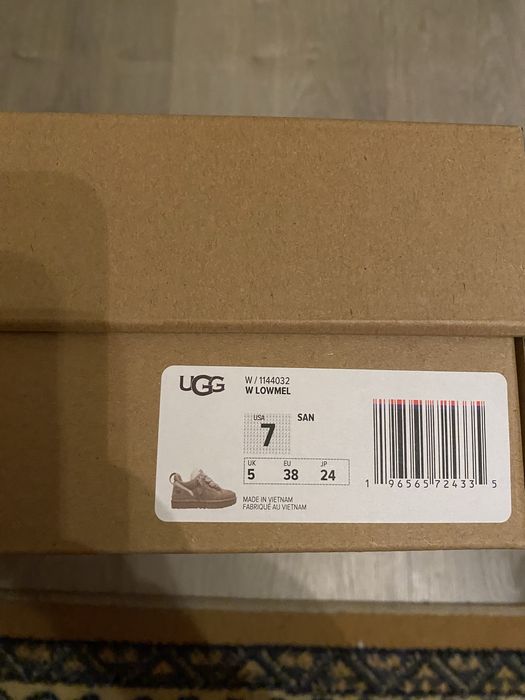 UGG
W / 1144032
W LOWMEL
USA
7
SAN
UK EU JP
5 38 24
1 96565 72433 5
MADE IN VIETNAM
FABRIQUÉ AU VIETNAM